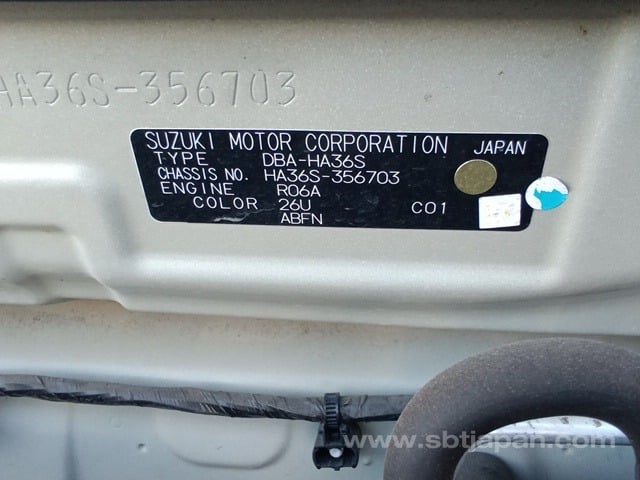 HA36S-356703
SUZUKI MOTOR CORPORATION JAPAN
TYPE DBA-HA36S
CHASSIS NO. HA36S-356703
ENGINE R06A
COLOR 26U C01
ABFN
www.sbtjapan.com